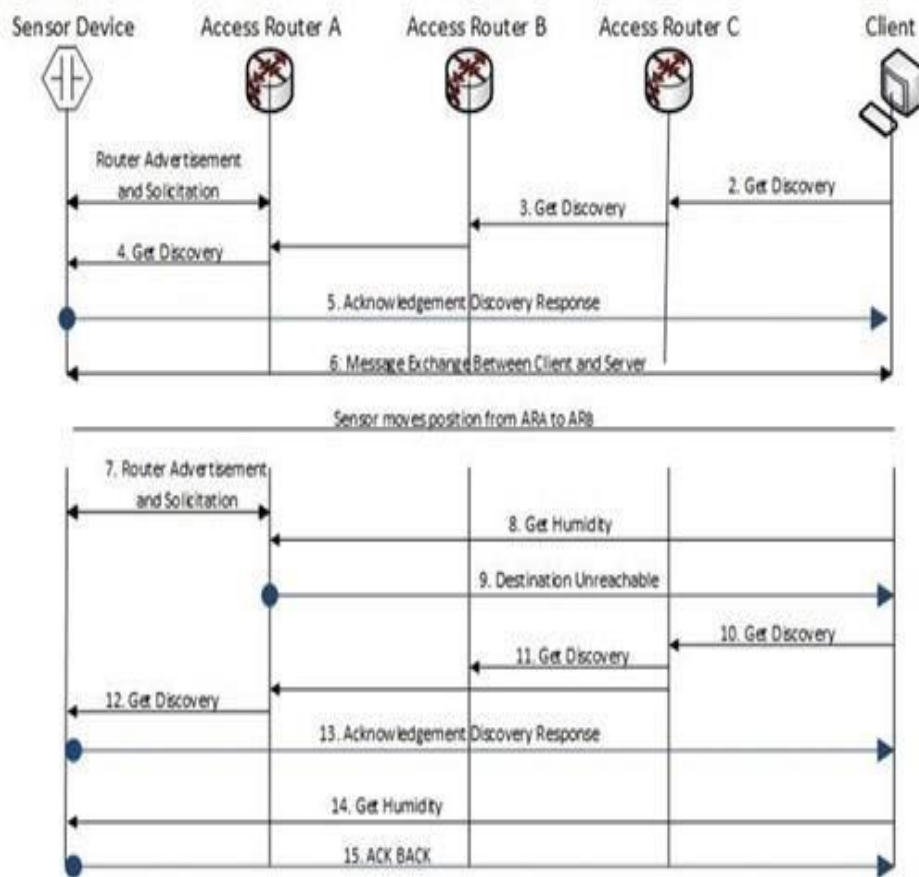 Sensor Device
Access Router A
Access Router B
Access Router C
Client
Router Advertisement
and Solicitation
2. Get Discovery
3. Get Discovery
4. Get Discovery
5. Acknowledgement Discovery Response
6. Message Exchange Between Client and Server
Sensor moves position from ARA to ARB
7. Router Advertisement
and Solicitation
8. Get Humidity
9. Destination Unreachable
10. Get Discovery
11. Get Discovery
12. Get Discovery
13. Acknowledgement Discovery Response
14. Get Humidity
15. ACK BACK